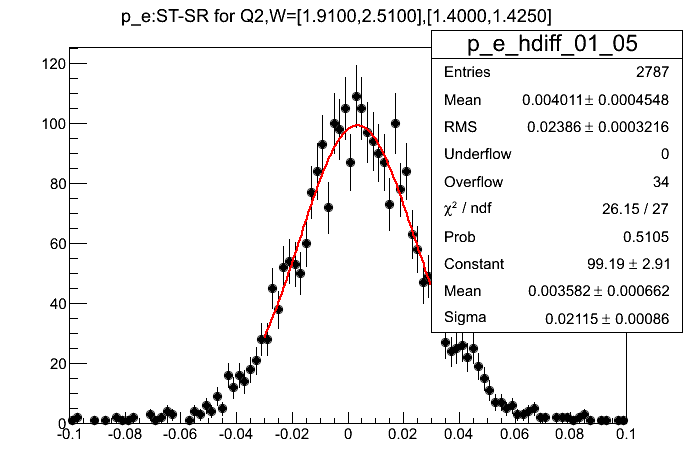 p_e:ST-SR for Q2,W=[1.9100,2.5100],[1.4000,1.4250]
p_e_hdiff_01_05
Entries 2787
Mean 0.004011± 0.0004548
RMS 0.02386± 0.0003216
Underflow 0
Overflow 34
χ² / ndf 26.15 / 27
Prob 0.5105
Constant 99.19 ± 2.91
Mean 0.003582 ± 0.000662
Sigma 0.02115 ± 0.00086
120
100
80
60
40
20
0
-0.1 -0.08 -0.06 -0.04 -0.02 0 0.02 0.04 0.06 0.08 0.1